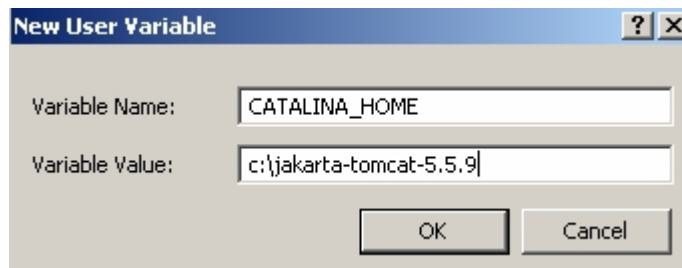 New User Variable ? X
Variable Name: CATALINA_HOME
Variable Value: c:\jakarta-tomcat-5.5.9
OK Cancel